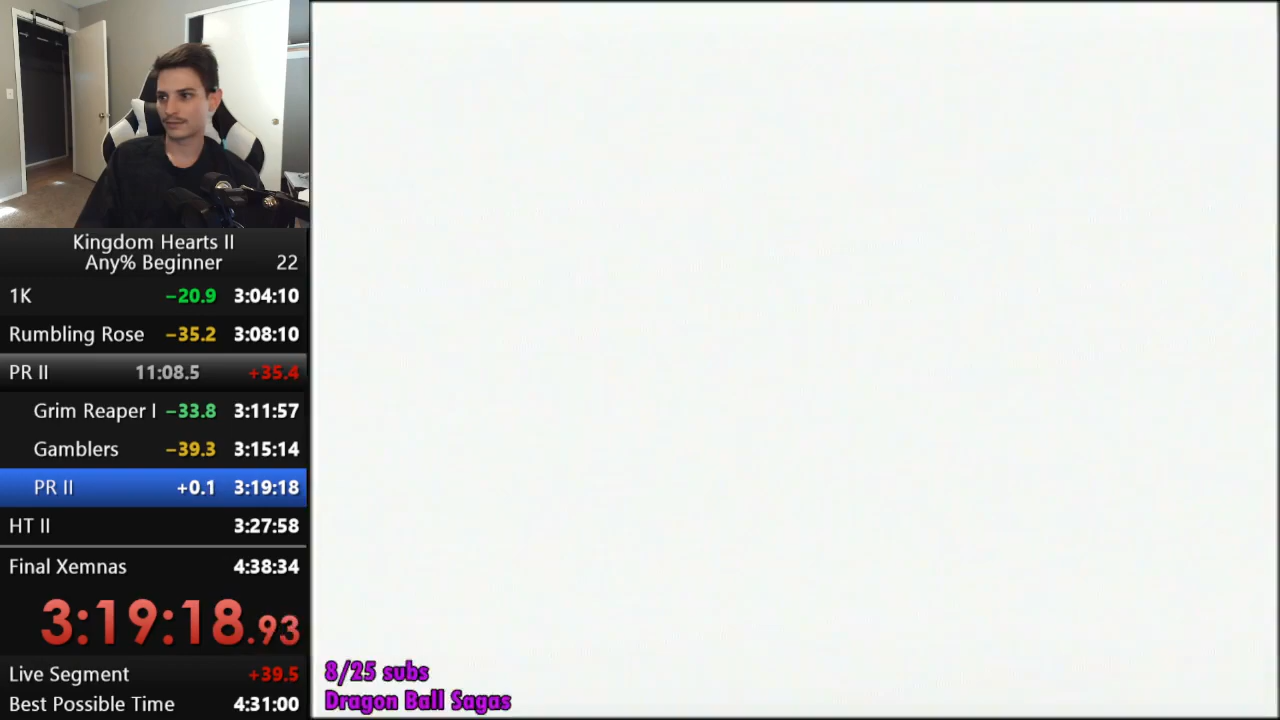 Kingdom Hearts II
Any% Beginner 22
1K -20.9 3:04:10
Rumbling Rose -35.2 3:08:10
PR II 11:08.5 +35.4
Grim Reaper I -33.8 3:11:57
Gamblers -39.3 3:15:14
PR II +0.1 3:19:18
HT II 3:27:58
Final Xemnas 4:38:34
3:19:18.93
Live Segment +39.5
Best Possible Time 4:31:00
8/25 subs
Dragon Ball Sagas